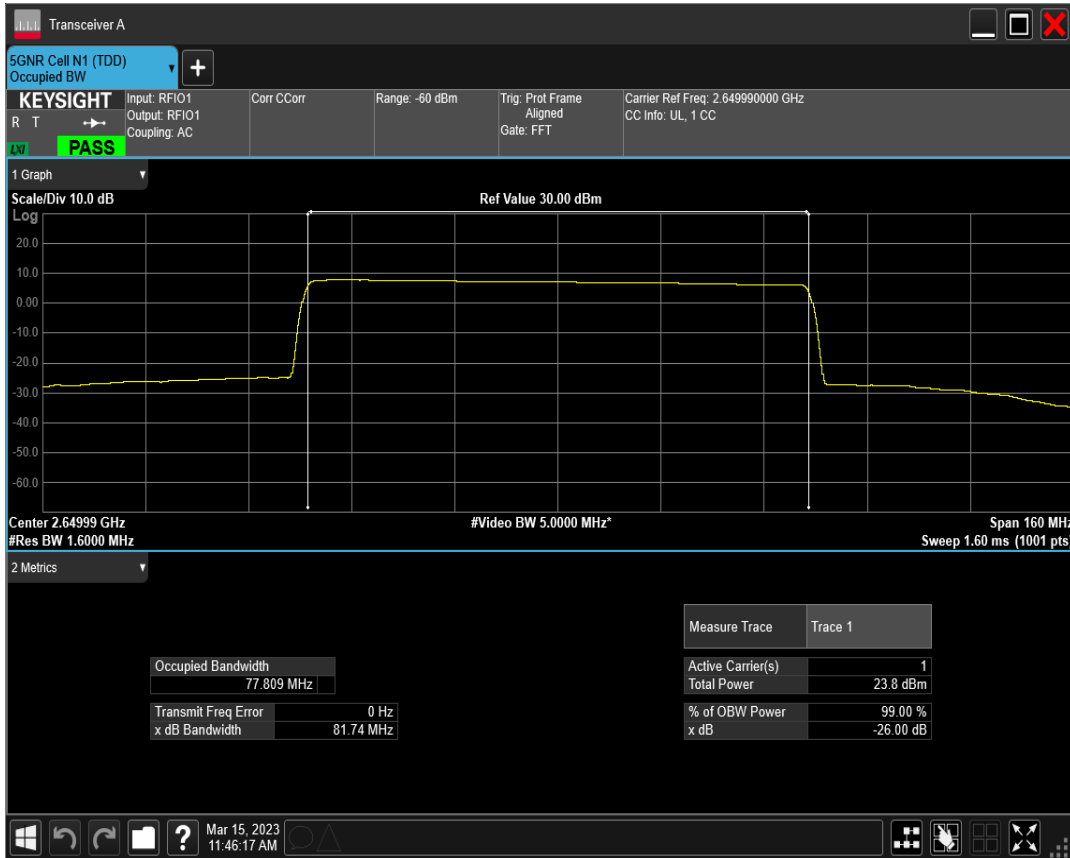 Transceiver A
5GNR Cell N1 (TDD)
Occupied BW
+
KEYSIGHT
R T
LXI
PASS
Input: RFIO1
Output: RFIO1
Coupling: AC
Corr CCorr
Range: -60 dBm
Trig: Prot Frame
Aligned
Gate: FFT
Carrier Ref Freq: 2.649990000 GHz
CC Info: UL, 1 CC
1 Graph
Scale/Div 10.0 dB
Ref Value 30.00 dBm
Log
20.0
10.0
0.00
-10.0
-20.0
-30.0
-40.0
-50.0
-60.0
Center 2.64999 GHz
#Video BW 5.0000 MHz*
Span 160 MHz
#Res BW 1.6000 MHz
Sweep 1.60 ms (1001 pts)
2 Metrics
Measure Trace Trace 1
Occupied Bandwidth
77.809 MHz
Active Carrier(s) 1
Total Power 23.8 dBm
Transmit Freq Error 0 Hz
x dB Bandwidth 81.74 MHz
% of OBW Power 99.00 %
x dB -26.00 dB
?
Mar 15, 2023
11:46:17 AM